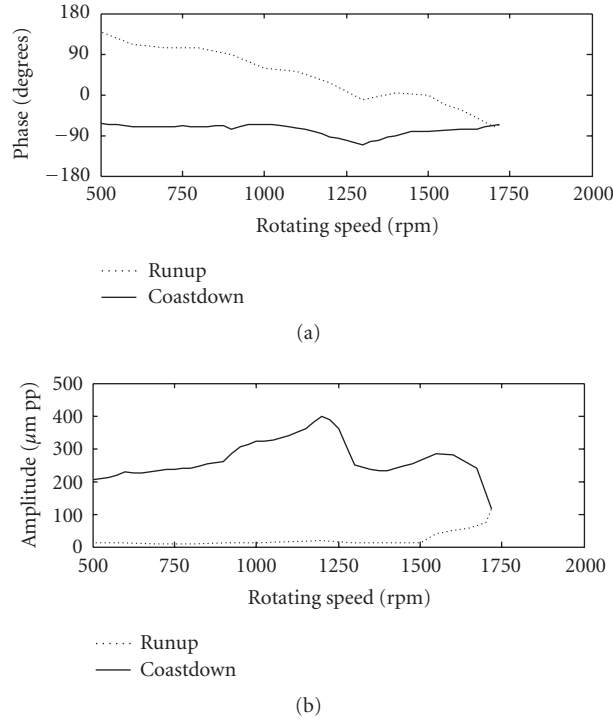 180
90
0
−90
−180
Phase (degrees)
500 750 1000 1250 1500 1750 2000
Rotating speed (rpm)
Runup
Coastdown
(a)
500
400
300
200
100
0
Amplitude (µm pp)
500 750 1000 1250 1500 1750 2000
Rotating speed (rpm)
Runup
Coastdown
(b)